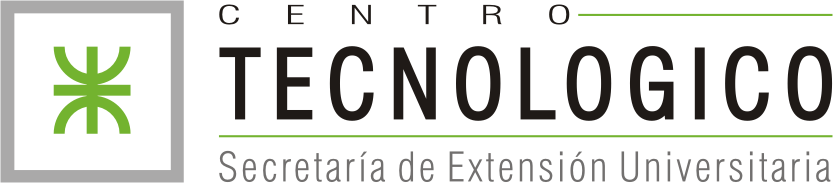 CENTRO
TECNOLOGICO
Secretaría de Extensión Universitaria